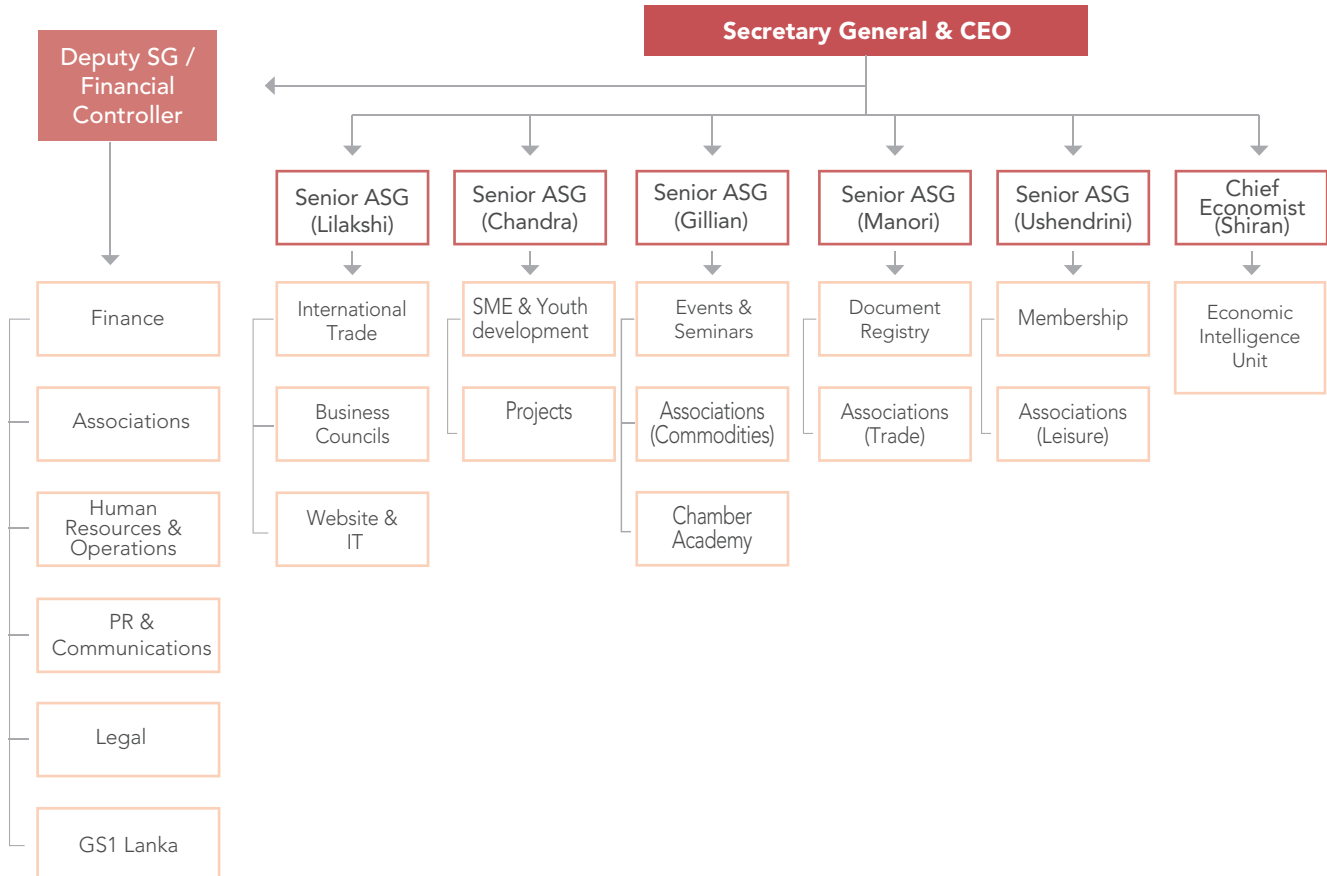 Secretary General & CEO
Deputy SG /
Financial
Controller
Senior ASG
(Lilakshi)
Senior ASG
(Chandra)
Senior ASG
(Gillian)
Senior ASG
(Manori)
Senior ASG
(Ushendrini)
Chief
Economist
(Shiran)
Finance
International
Trade
SME & Youth
development
Events &
Seminars
Document
Registry
Membership
Economic
Intelligence
Unit
Associations
Business
Councils
Projects
Associations
(Commodities)
Associations
(Trade)
Associations
(Leisure)
Human
Resources &
Operations
Website &
IT
Chamber
Academy
PR &
Communications
Legal
GS1 Lanka